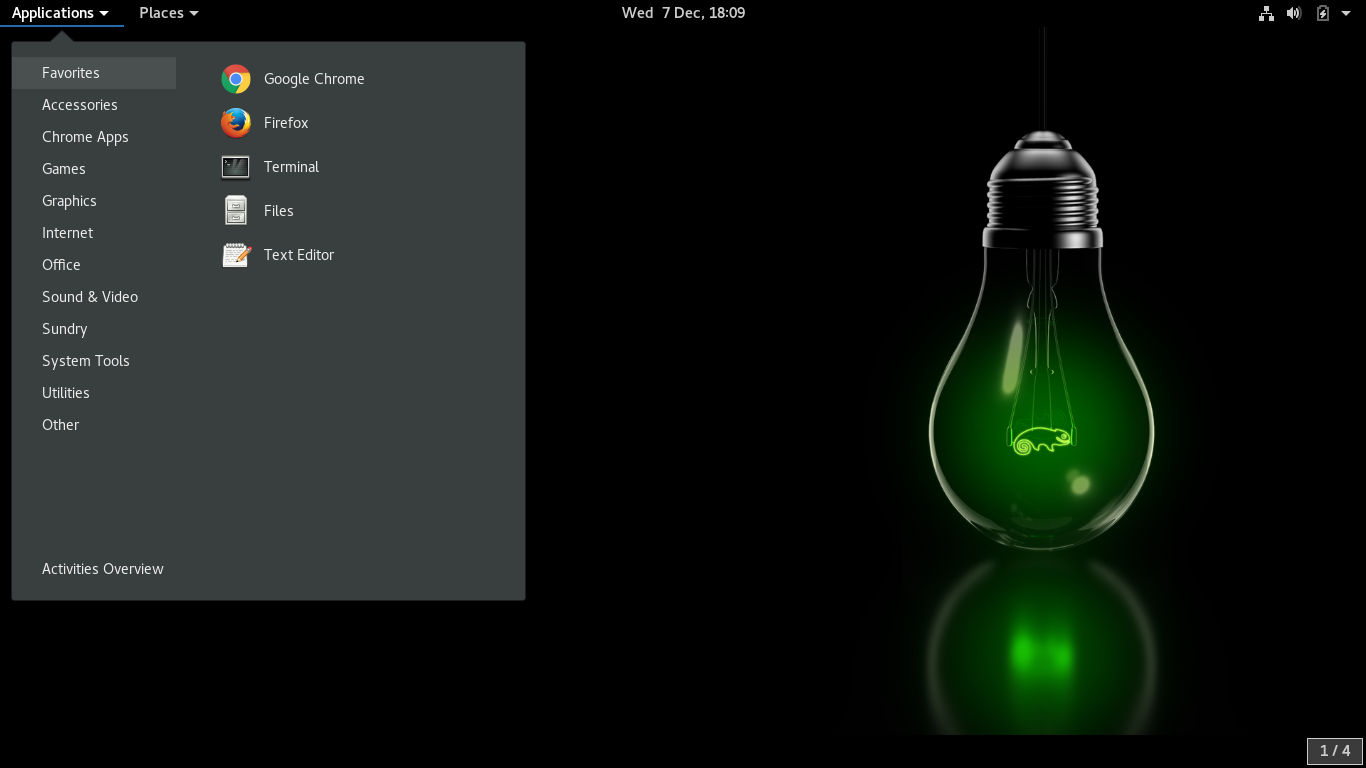 Applications Places Wed 7 Dec, 18:09
Favorites
Accessories
Chrome Apps
Games
Graphics
Internet
Office
Sound & Video
Sundry
System Tools
Utilities
Other
Activities Overview
Google Chrome
Firefox
Terminal
Files
Text Editor
1 / 4